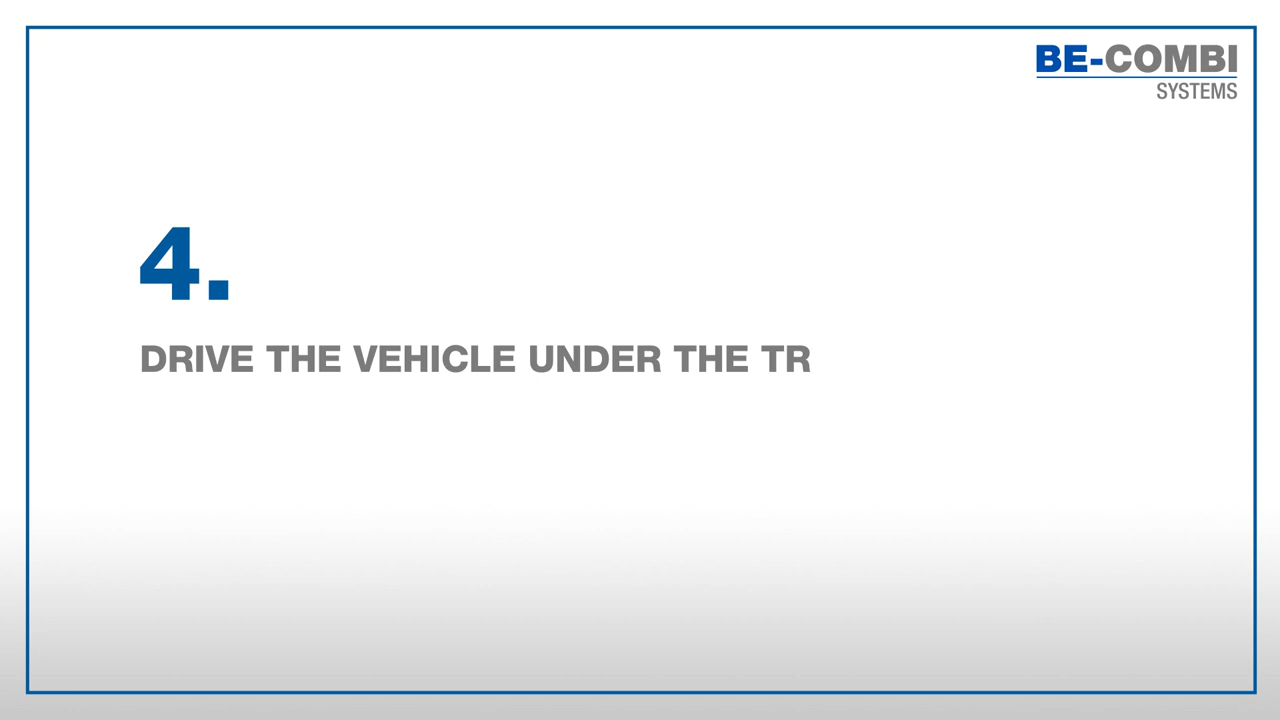 BE-COMBI
SYSTEMS
4.
DRIVE THE VEHICLE UNDER THE TR